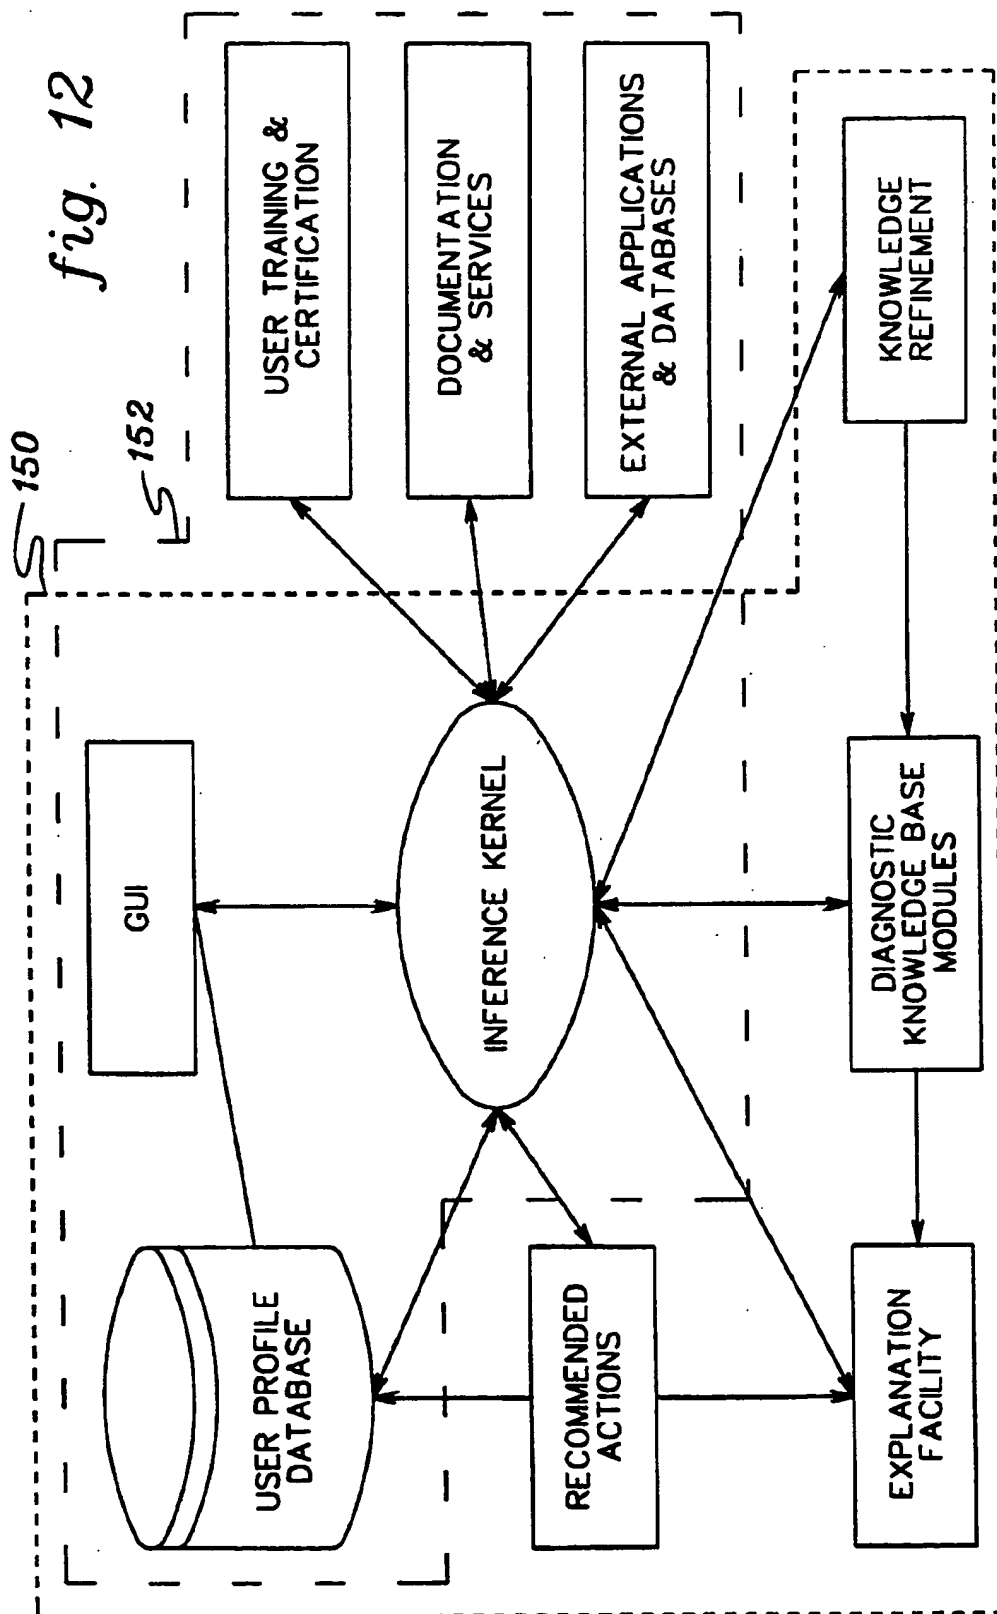 fig. 12
150
152
USER PROFILE
DATABASE
GUI
USER TRAINING &
CERTIFICATION
DOCUMENTATION
& SERVICES
EXTERNAL APPLICATIONS
& DATABASES
INFERENCE KERNEL
RECOMMENDED
ACTIONS
EXPLANATION
FACILITY
DIAGNOSTIC
KNOWLEDGE BASE
MODULES
KNOWLEDGE
REFINEMENT